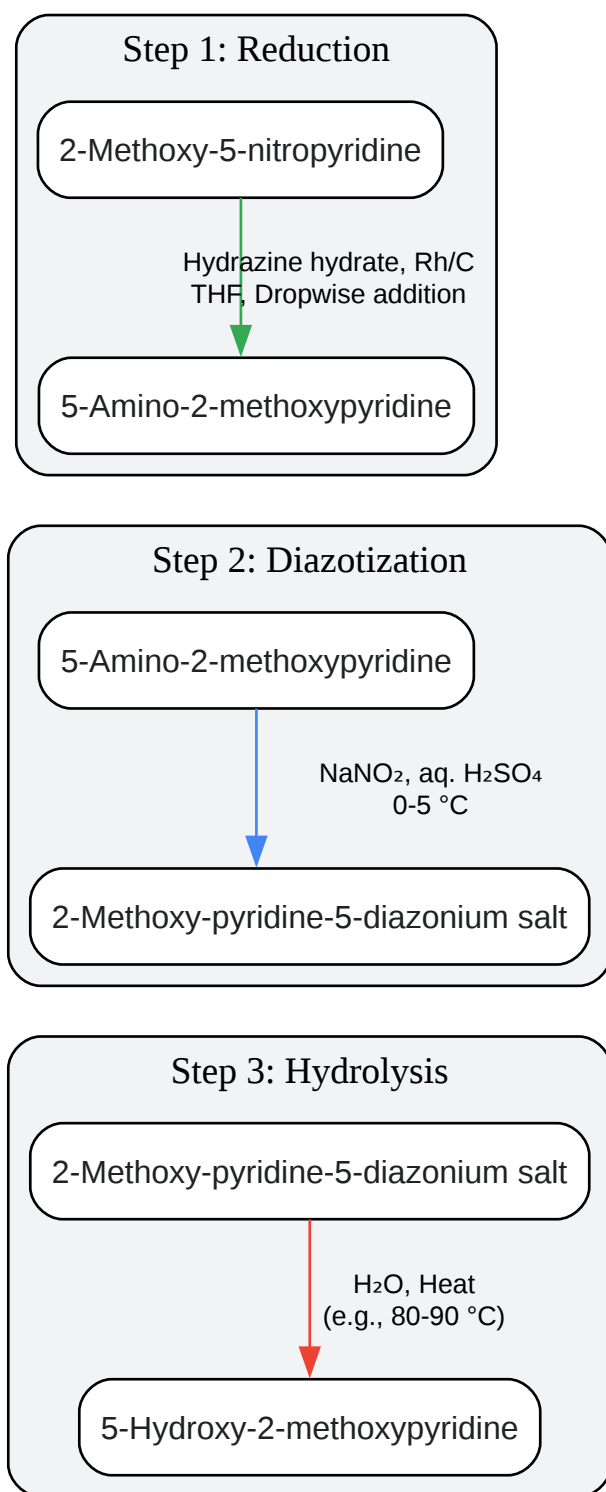 Step 1: Reduction
2-Methoxy-5-nitropyridine
Hydrazine hydrate, Rh/C
THF, Dropwise addition
5-Amino-2-methoxypyridine
Step 2: Diazotization
5-Amino-2-methoxypyridine
NaNO₂, aq. H₂SO₄
0-5 °C
2-Methoxy-pyridine-5-diazonium salt
Step 3: Hydrolysis
2-Methoxy-pyridine-5-diazonium salt
H₂O, Heat
(e.g., 80-90 °C)
5-Hydroxy-2-methoxypyridine